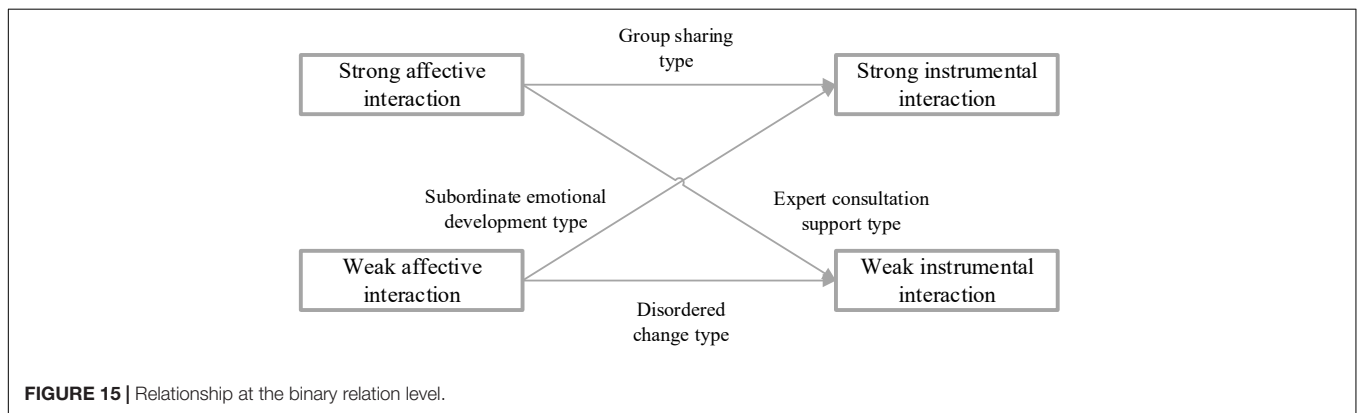 Group sharing
type
Strong affective
interaction
Strong instrumental
interaction
Subordinate emotional
development type
Expert consultation
support type
Weak affective
interaction
Weak instrumental
interaction
Disordered
change type
FIGURE 15 | Relationship at the binary relation level.